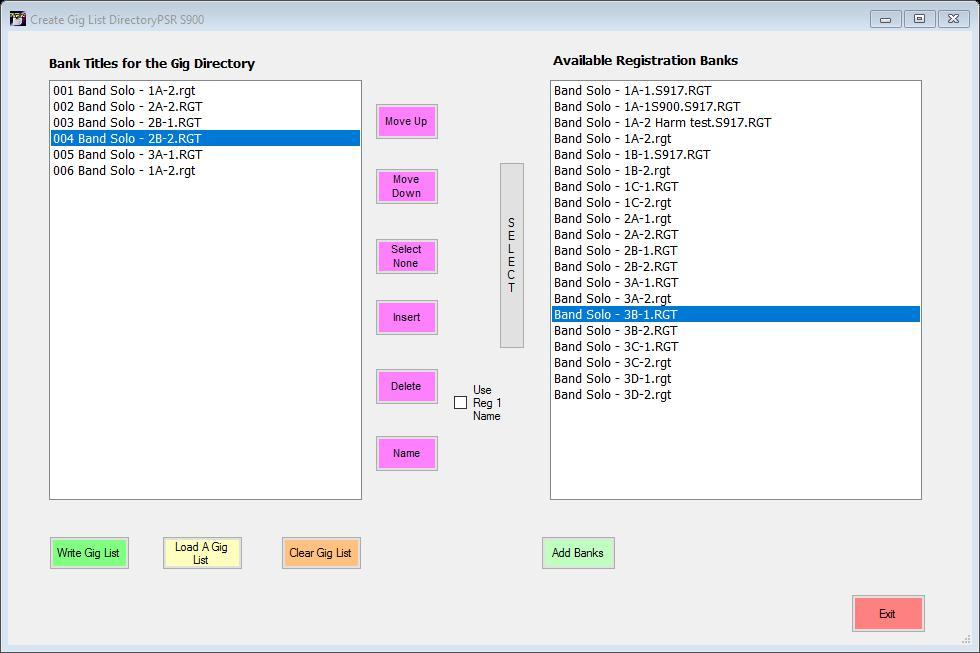 Create Gig List DirectoryPSR S900
Bank Titles for the Gig Directory
001 Band Solo - 1A-2.rgt
002 Band Solo - 2A-2.RGT
003 Band Solo - 2B-1.RGT
004 Band Solo - 2B-2.RGT
005 Band Solo - 3A-1.RGT
006 Band Solo - 1A-2.rgt
Move Up
Move
Down
Select
None
Insert
Delete
Name
Use
Reg 1
Name
SELECT
Available Registration Banks
Band Solo - 1A-1.S917.RGT
Band Solo - 1A-1S900.S917.RGT
Band Solo - 1A-2 Harm test.S917.RGT
Band Solo - 1A-2.rgt
Band Solo - 1B-1.S917.RGT
Band Solo - 1B-2.rgt
Band Solo - 1C-1.RGT
Band Solo - 1C-2.rgt
Band Solo - 2A-1.rgt
Band Solo - 2A-2.RGT
Band Solo - 2B-1.RGT
Band Solo - 2B-2.RGT
Band Solo - 3A-1.RGT
Band Solo - 3A-2.rgt
Band Solo - 3B-1.RGT
Band Solo - 3B-2.RGT
Band Solo - 3C-1.RGT
Band Solo - 3C-2.rgt
Band Solo - 3D-1.rgt
Band Solo - 3D-2.rgt
Write Gig List
Load A Gig
List
Clear Gig List
Add Banks
Exit